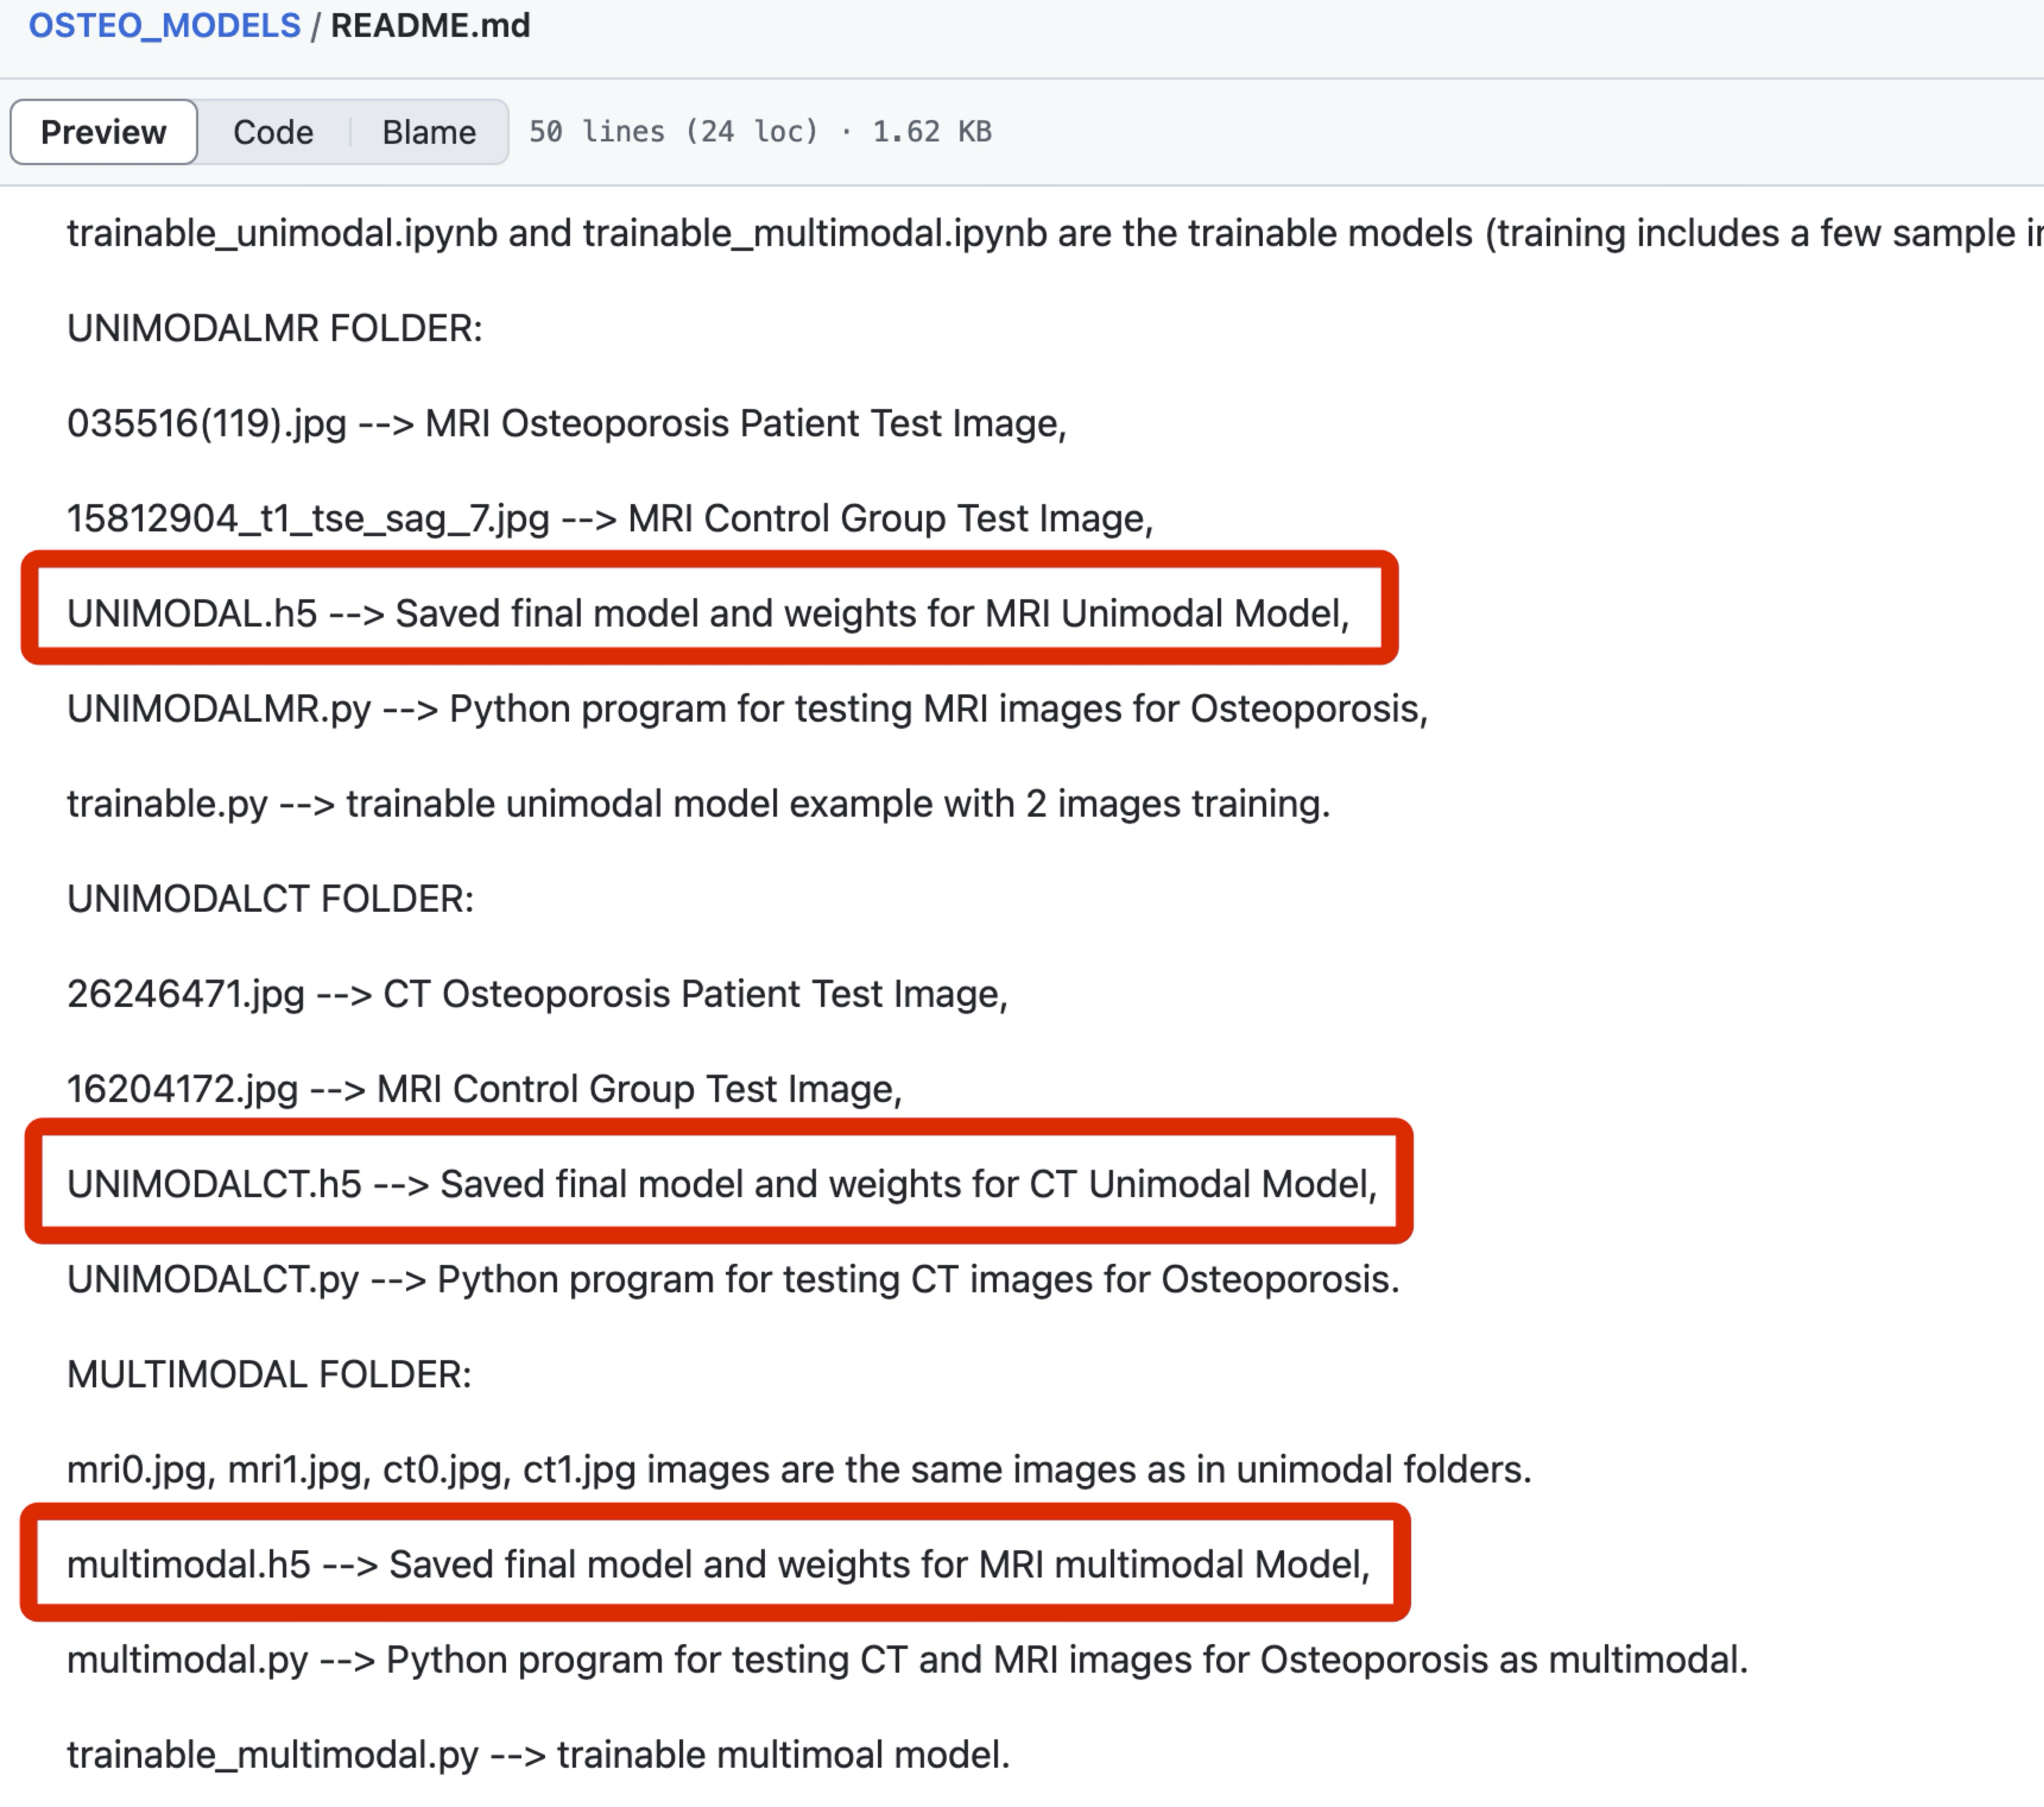 OSTEO_MODELS / README.md
Preview Code Blame 50 lines (24 loc) · 1.62 KB
trainable_unimodal.ipynb and trainable_multimodal.ipynb are the trainable models (training includes a few sample
UNIMODALMR FOLDER:
035516(119).jpg --> MRI Osteoporosis Patient Test Image,
15812904_t1_tse_sag_7.jpg --> MRI Control Group Test Image,
UNIMODAL.h5 --> Saved final model and weights for MRI Unimodal Model,
UNIMODALMR.py --> Python program for testing MRI images for Osteoporosis,
trainable.py --> trainable unimodal model example with 2 images training.
UNIMODALCT FOLDER:
26246471.jpg --> CT Osteoporosis Patient Test Image,
16204172.jpg --> MRI Control Group Test Image,
UNIMODALCT.h5 --> Saved final model and weights for CT Unimodal Model,
UNIMODALCT.py --> Python program for testing CT images for Osteoporosis.
MULTIMODAL FOLDER:
mri0.jpg, mri1.jpg, ct0.jpg, ct1.jpg images are the same images as in unimodal folders.
multimodal.h5 --> Saved final model and weights for MRI multimodal Model,
multimodal.py --> Python program for testing CT and MRI images for Osteoporosis as multimodal.
trainable_multimodal.py --> trainable multimoal model.